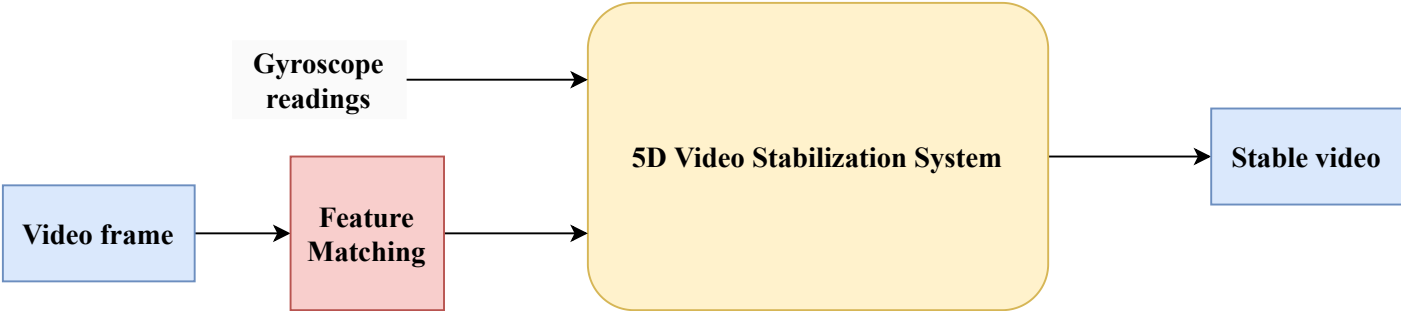 Gyroscope
readings
5D Video Stabilization System
Stable video
Video frame
Feature
Matching